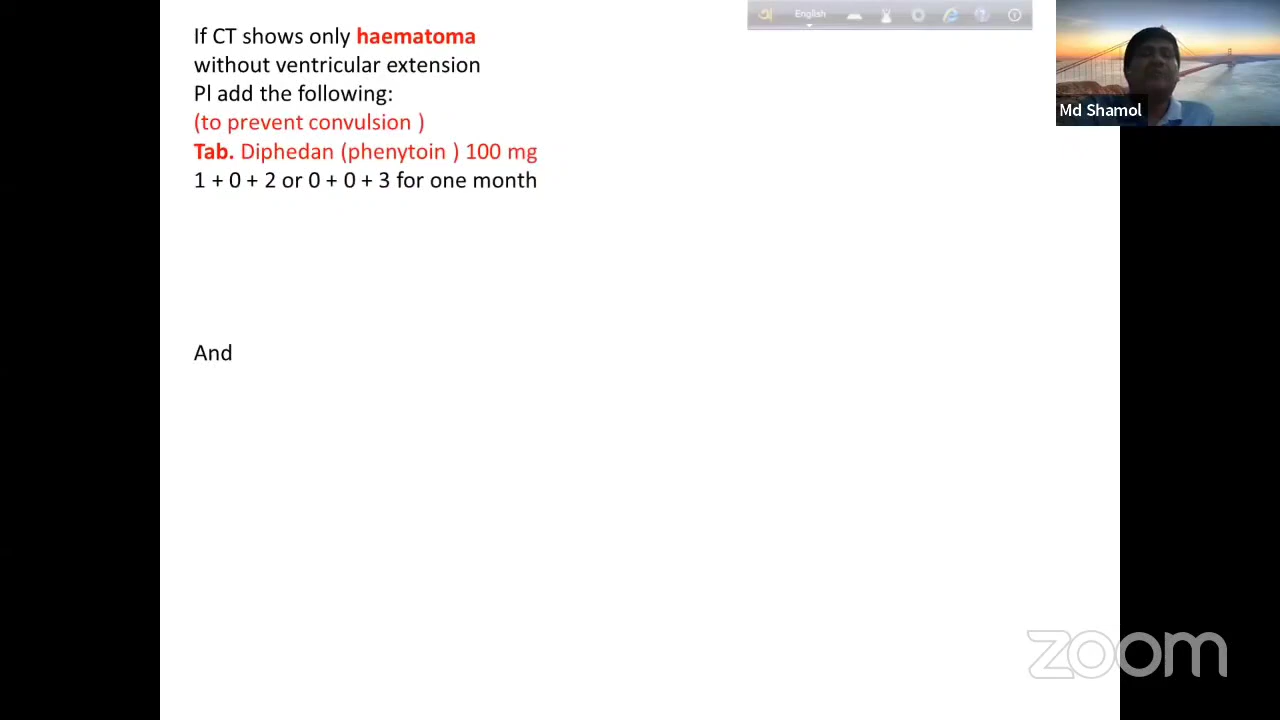 If CT shows only haematoma
without ventricular extension
Pl add the following:
(to prevent convulsion )
Tab. Diphedan (phenytoin ) 100 mg
1 + 0 + 2 or 0 + 0 + 3 for one month
And
English
Md Shamol
zoom